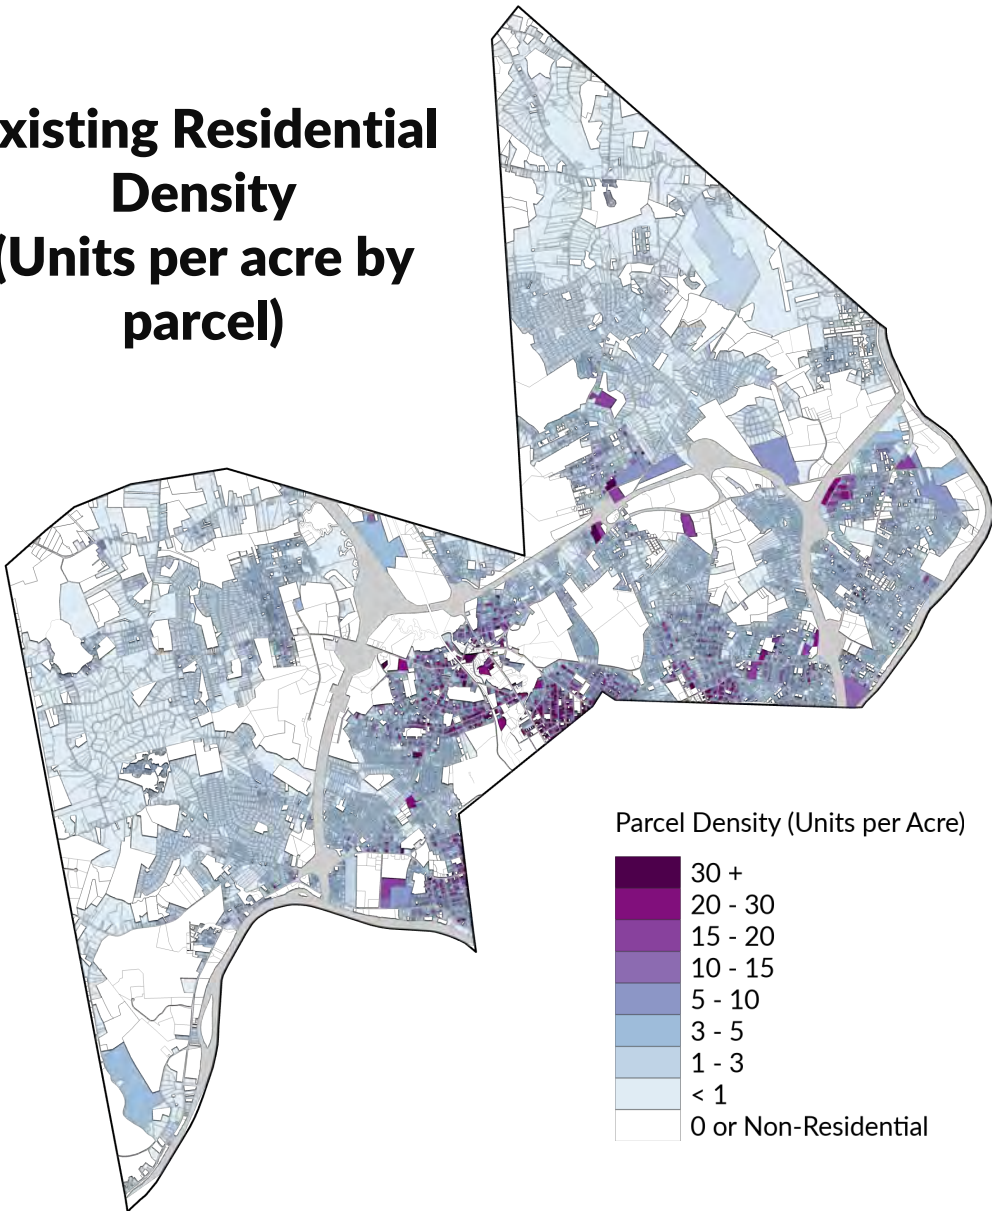 xisting Residential
Density
(Units per acre by
parcel)
Parcel Density (Units per Acre)
30 +
20 - 30
15 - 20
10 - 15
5 - 10
3 - 5
1 - 3
< 1
0 or Non-Residential